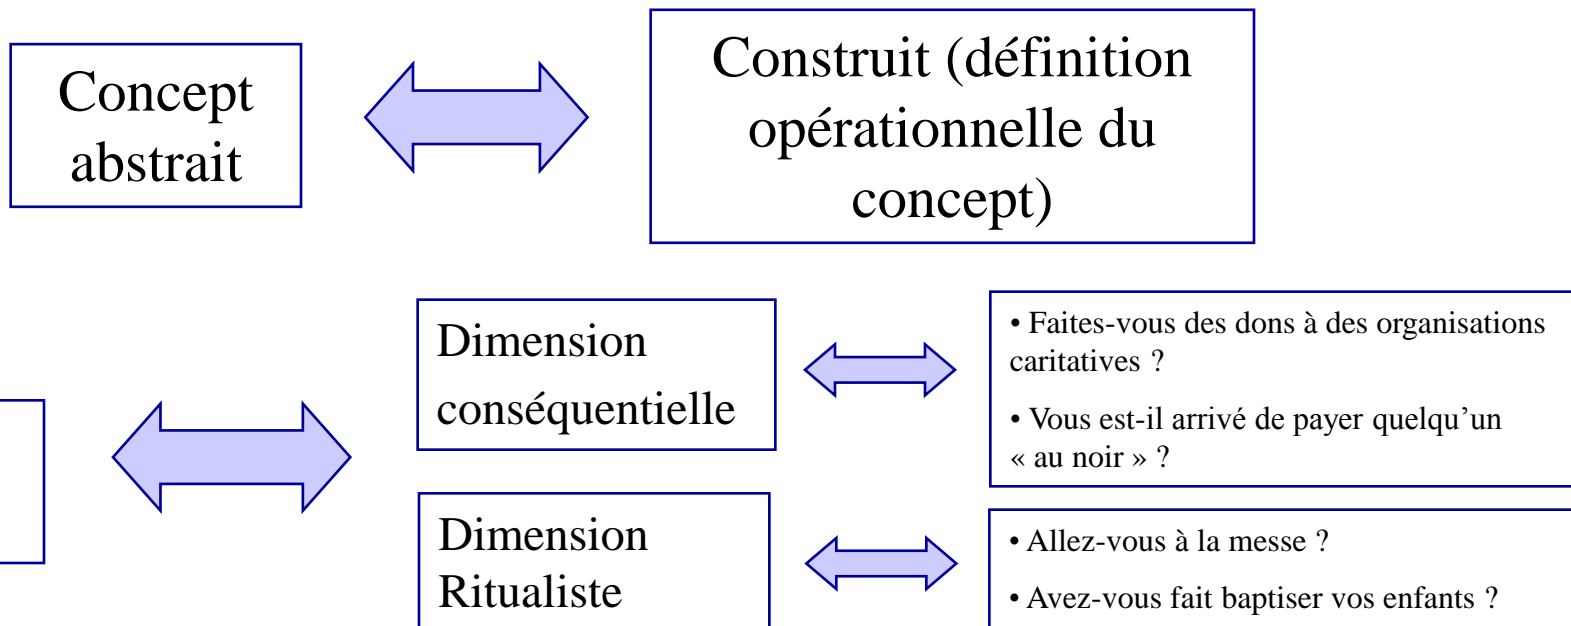 Concept
abstrait
Construit (définition
opérationnelle du
concept)
Dimension
conséquentielle
• Faites-vous des dons à des organisations
caritatives ?
• Vous est-il arrivé de payer quelqu’un
« au noir » ?
Dimension
Ritualiste
• Allez-vous à la messe ?
• Avez-vous fait baptiser vos enfants ?